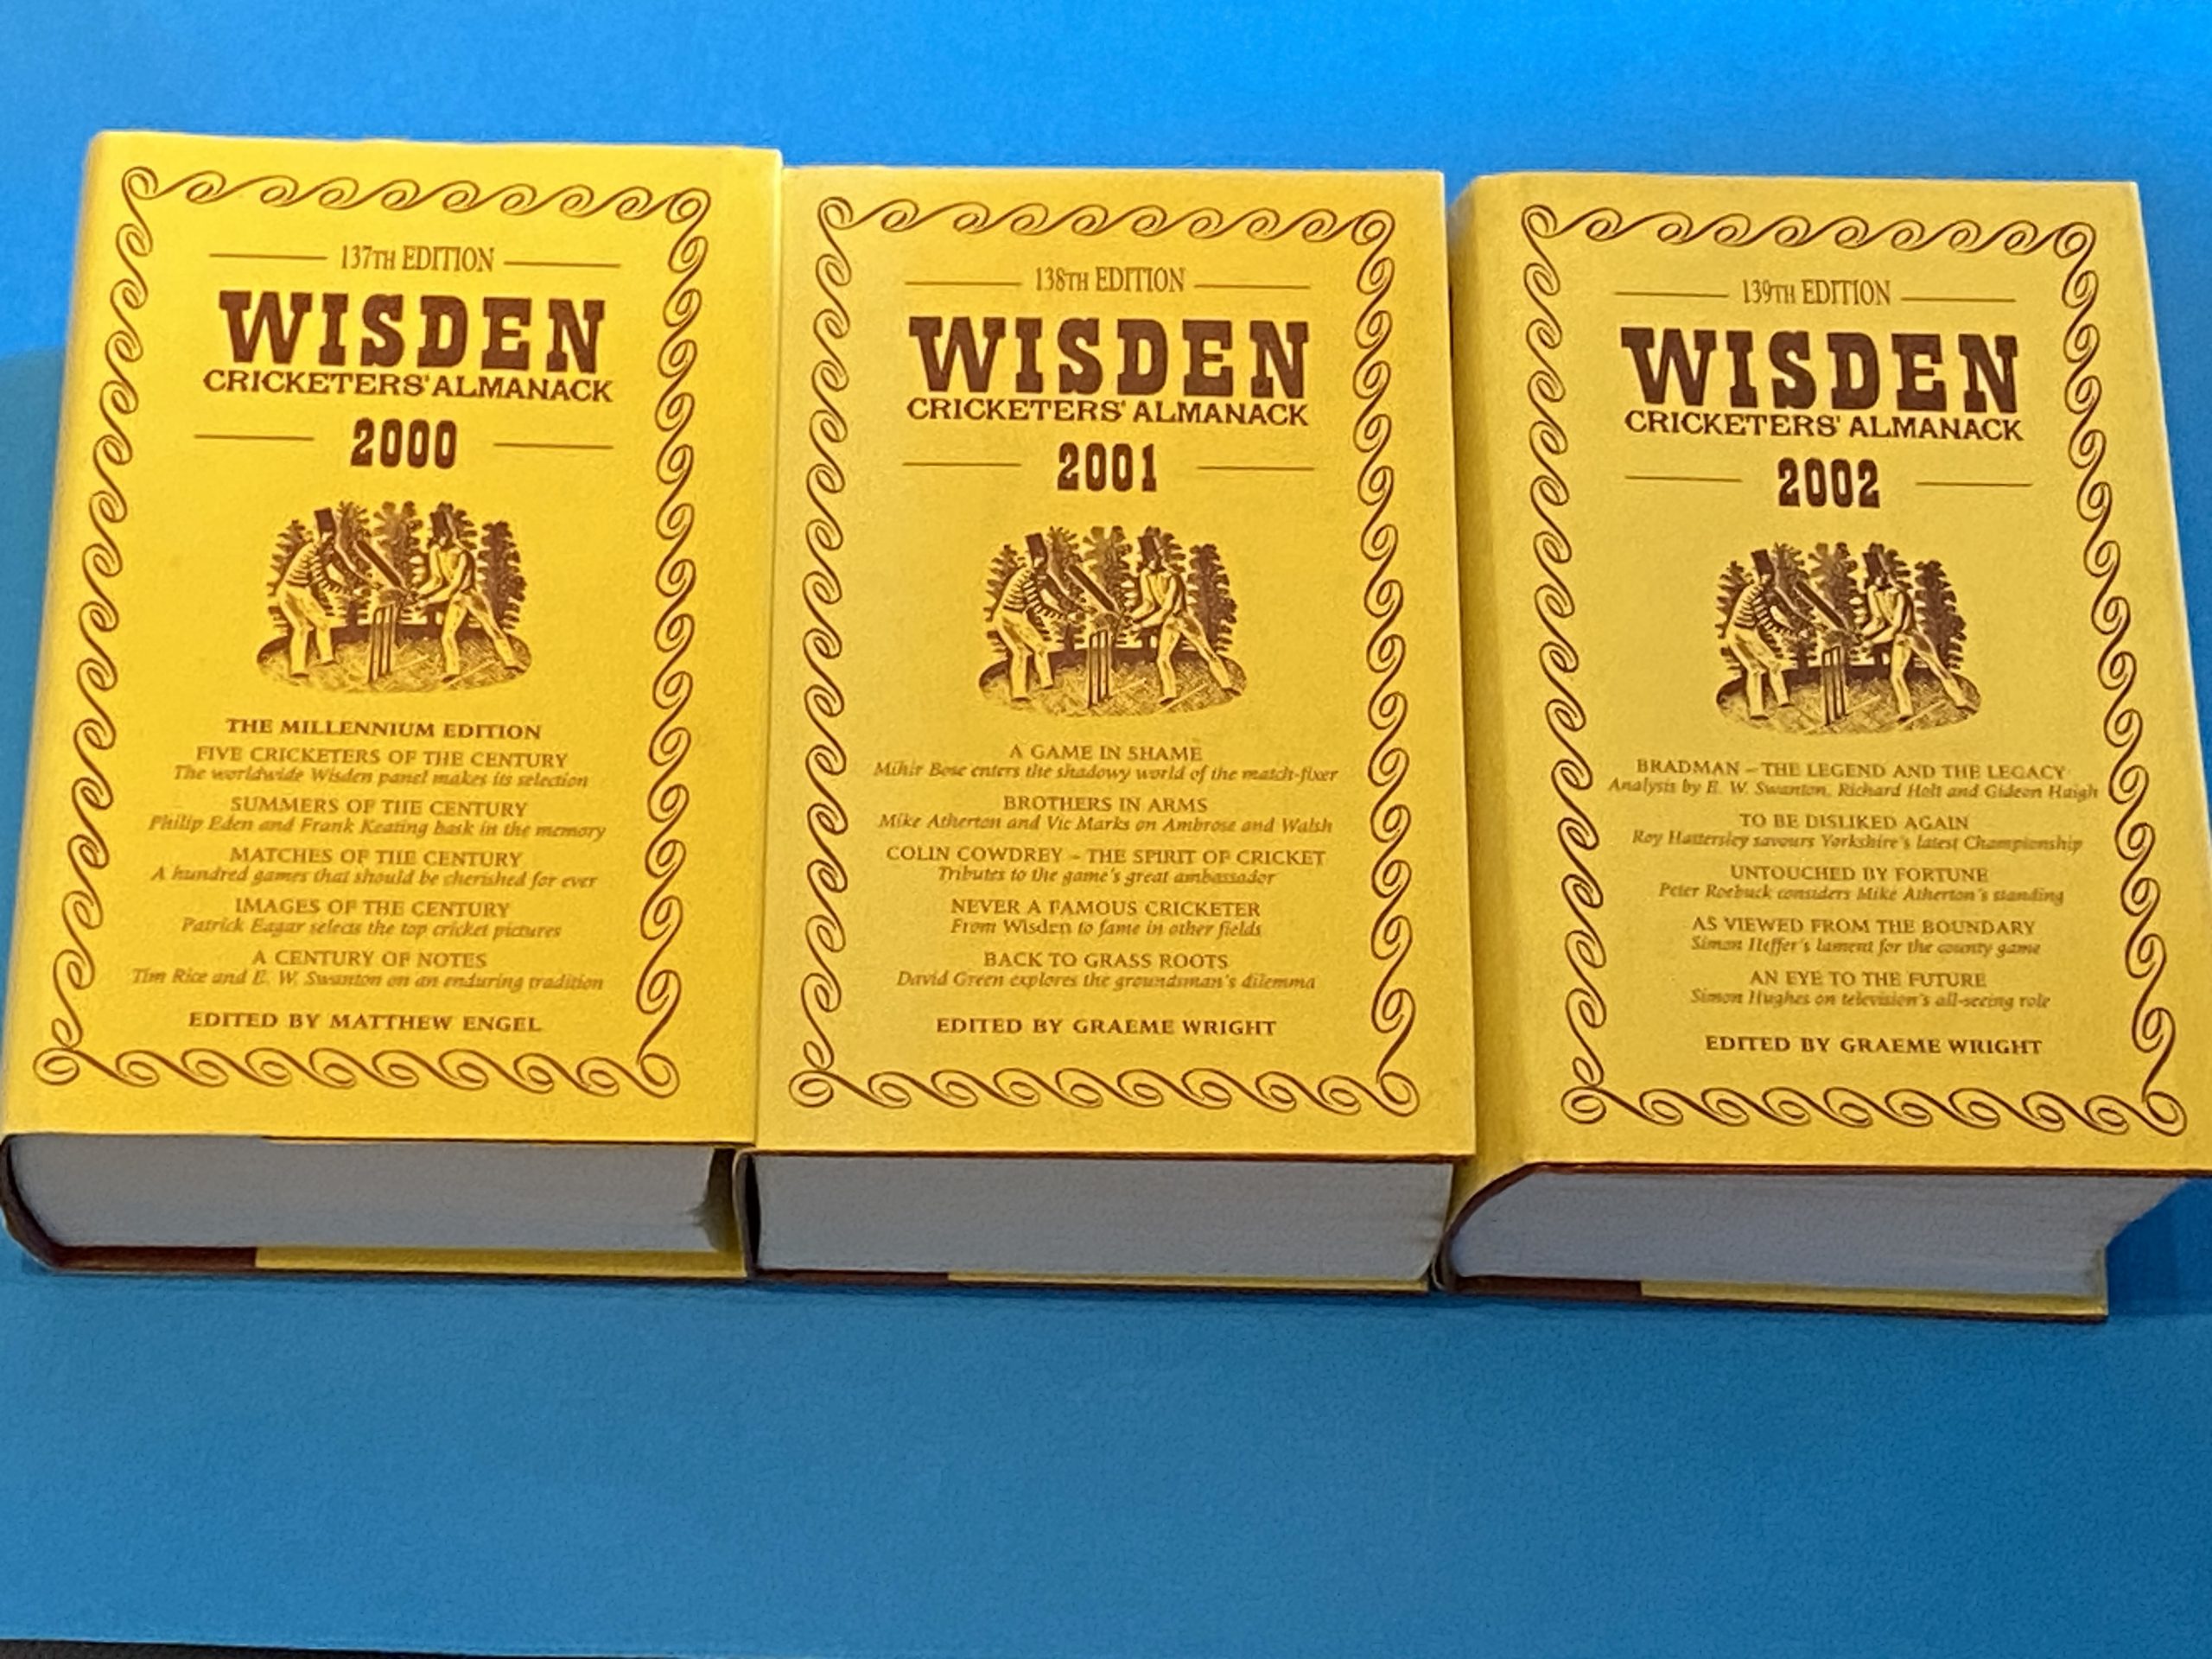 137TH EDITION
WISDEN
CRICKETERS' ALMANACK
2000
THE MILLENNIUM EDITION
FIVE CRICKETERS OF THE CENTURY
The worldwide Wisden panel makes its selection
SUMMERS OF THE CENTURY
Philip Eden and Frank Keating bask in the memory
MATCHES OF THE CENTURY
A hundred games that should be cherished for ever
IMAGES OF THE CENTURY
Patrick Eagar selects the top cricket pictures
A CENTURY OF NOTES
Tim Rice and E. W. Swanton on an enduring tradition
EDITED BY MATTHEW ENGEL
138TH EDITION
WISDEN
CRICKETERS' ALMANACK
2001
A GAME IN SHAME
Mihir Bose enters the shadowy world of the match-fixer
BROTHERS IN ARMS
Mike Atherton and Vic Marks on Ambrose and Walsh
COLIN COWDREY – THE SPIRIT OF CRICKET
Tributes to the game's great ambassador
NEVER A FAMOUS CRICKETER
From Wisden to fame in other fields
BACK TO GRASS ROOTS
David Green explores the groundsman's dilemma
EDITED BY GRAEME WRIGHT
139TH EDITION
WISDEN
CRICKETERS' ALMANACK
2002
BRADMAN – THE LEGEND AND THE LEGACY
Analysis by E. W. Swanton, Richard Holt and Gideon Haigh
TO BE DISLIKED AGAIN
Roy Hattersley savours Yorkshire's latest Championship
UNTOUCHED BY FORTUNE
Peter Roebuck considers Mike Atherton's standing
AS VIEWED FROM THE BOUNDARY
Simon Heffer's lament for the county game
AN EYE TO THE FUTURE
Simon Hughes on television's all-seeing role
EDITED BY GRAEME WRIGHT